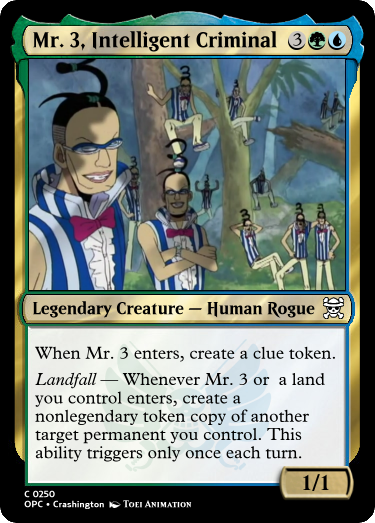 Mr. 3, Intelligent Criminal 3
Legendary Creature — Human Rogue
When Mr. 3 enters, create a clue token.
Landfall — Whenever Mr. 3 or  a land
you control enters, create a
nonlegendary token copy of another
target permanent you control. This
ability triggers only once each turn.
1/1
C 0250
OPC • Crashington TOEI ANIMATION